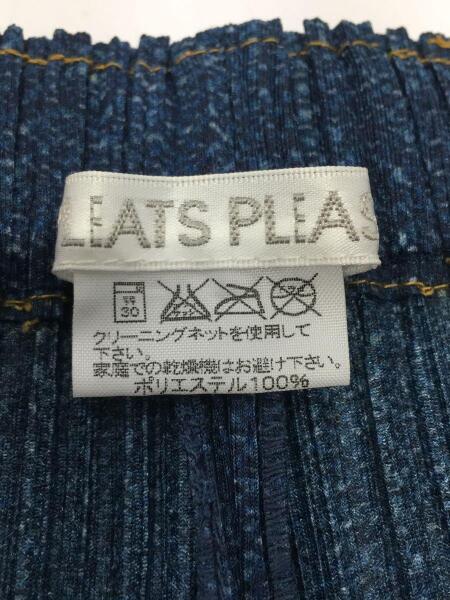 LEATS PLEAS
弱
30
クリーニングネットを使用して
下さい。
家庭での乾燥機はお避け下さい。
ポリエステル100%